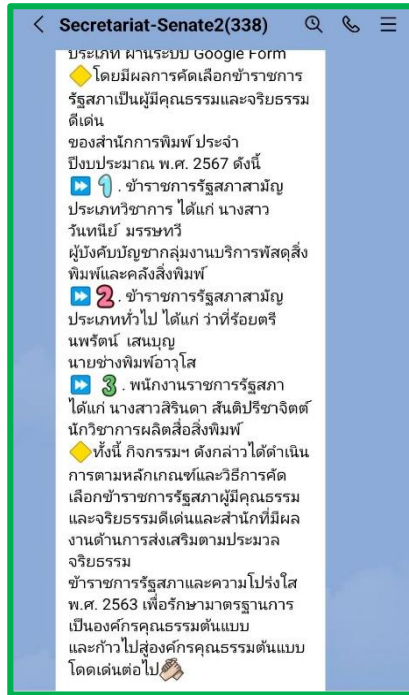 Secretariat-Senate2(338)
ประเภท ผ่านระบบ Google Form
🔶โดยมีผลการคัดเลือกข้าราชการ
รัฐสภาเป็นผู้มีคุณธรรมและจริยธรรม
ดีเด่น
ของสำนักการพิมพ์ ประจำ
ปีงบประมาณ พ.ศ. 2567 ดังนี้
⏩ 1 . ข้าราชการรัฐสภาสามัญ
ประเภทวิชาการ ได้แก่ นางสาว
วันทนีย์ มรรษทวี
ผู้บังคับบัญชากลุ่มงานบริการพัสดุสิ่ง
พิมพ์และคลังสิ่งพิมพ์
⏩ 2 . ข้าราชการรัฐสภาสามัญ
ประเภททั่วไป ได้แก่ ว่าที่ร้อยตรี
นพรัตน์ เสนบุญ
นายช่างพิมพ์อาวุโส
⏩ 3 . พนักงานราชการรัฐสภา
ได้แก่ นางสาวสิรินดา สันติปรีชาจิตต์
นักวิชาการผลิตสื่อสิ่งพิมพ์
🔶ทั้งนี้ กิจกรรมฯ ดังกล่าวได้ดำเนิน
การตามหลักเกณฑ์และวิธีการคัด
เลือกข้าราชการรัฐสภาผู้มีคุณธรรม
และจริยธรรมดีเด่นและสำนักที่มีผล
งานด้านการส่งเสริมตามประมวล
จริยธรรม
ข้าราชการรัฐสภาและความโปร่งใส
พ.ศ. 2563 เพื่อรักษามาตรฐานการ
เป็นองค์กรคุณธรรมต้นแบบ
และก้าวไปสู่องค์กรคุณธรรมต้นแบบ
โดดเด่นต่อไป👏